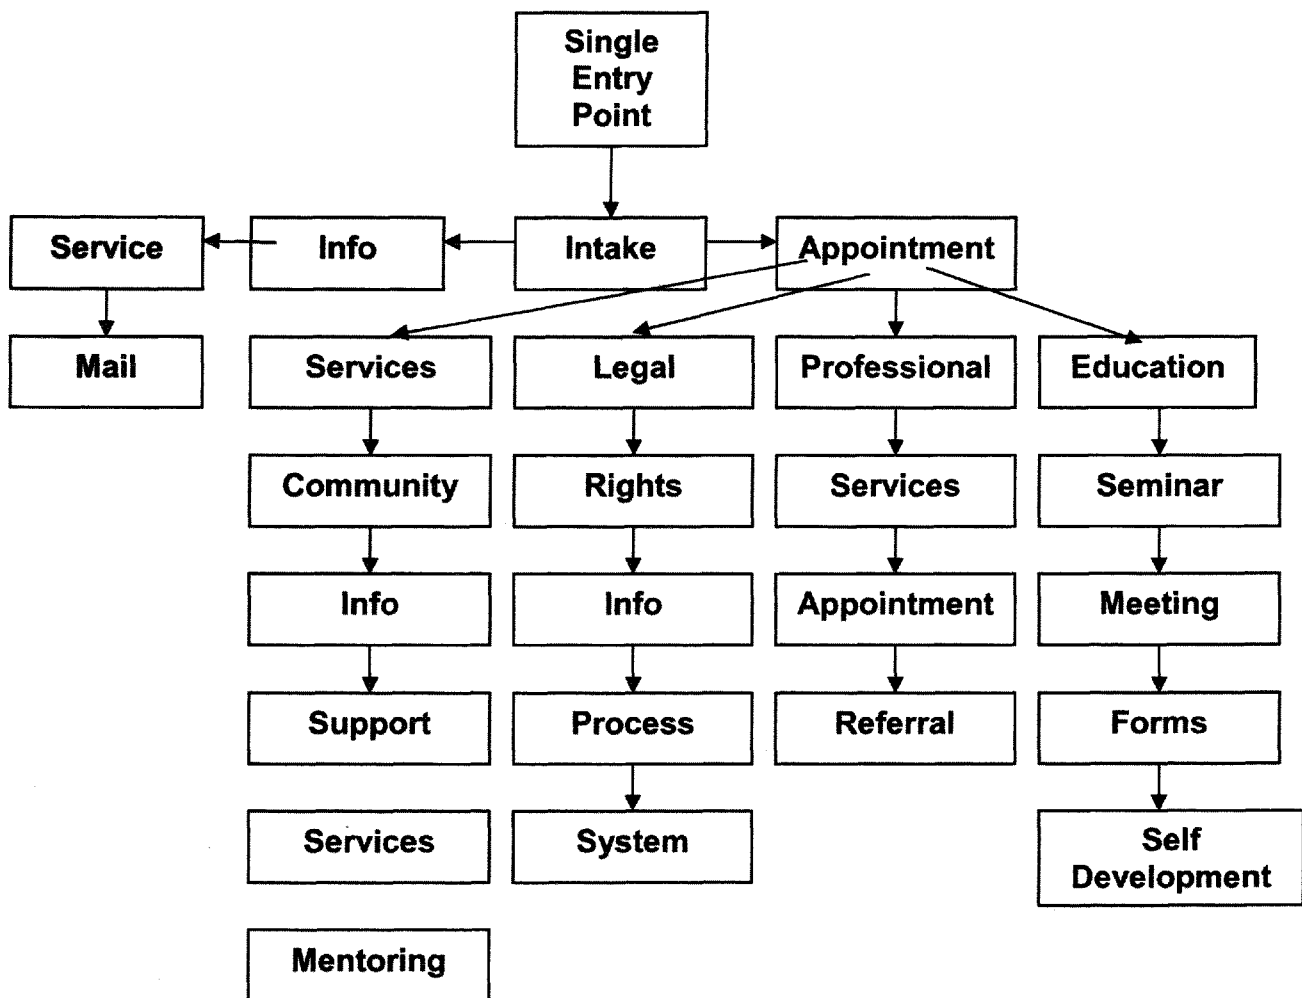 Single
Entry
Point
Service
Info
Intake
Appointment
Mail
Services
Legal
Professional
Education
Community
Rights
Services
Seminar
Info
Info
Appointment
Meeting
Support
Process
Referral
Forms
Services
System
Self
Development
Mentoring